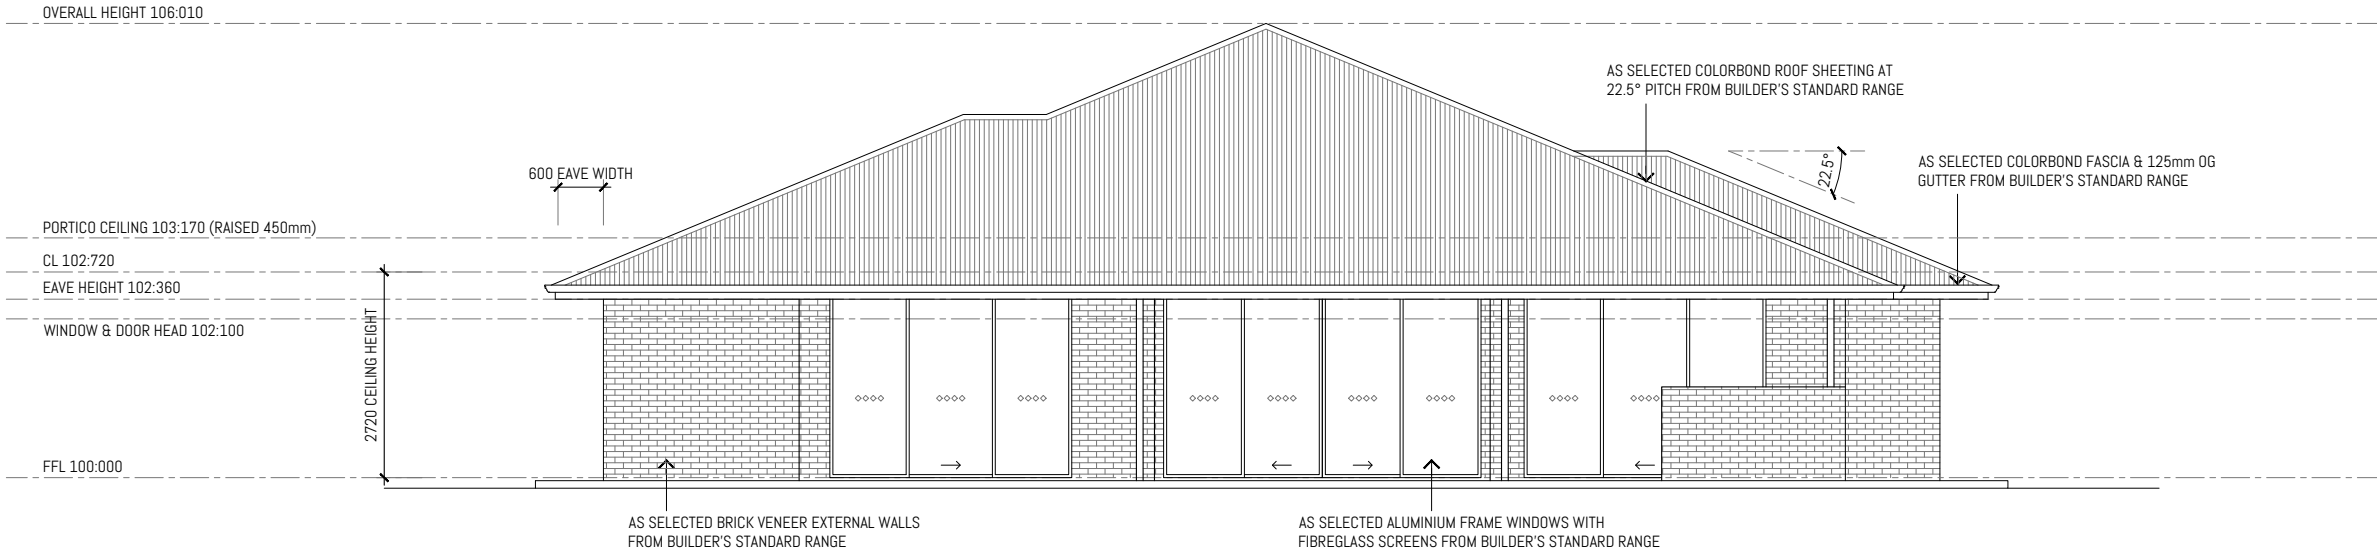 OVERALL HEIGHT 106:010
AS SELECTED COLORBOND ROOF SHEETING AT
22.5° PITCH FROM BUILDER'S STANDARD RANGE
600 EAVE WIDTH
22.5°
AS SELECTED COLORBOND FASCIA & 125mm OG
GUTTER FROM BUILDER'S STANDARD RANGE
PORTICO CEILING 103:170 (RAISED 450mm)
CL 102:720
EAVE HEIGHT 102:360
WINDOW & DOOR HEAD 102:100
2720 CEILING HEIGHT
FFL 100:000
AS SELECTED BRICK VENEER EXTERNAL WALLS
FROM BUILDER'S STANDARD RANGE
AS SELECTED ALUMINIUM FRAME WINDOWS WITH
FIBREGLASS SCREENS FROM BUILDER'S STANDARD RANGE